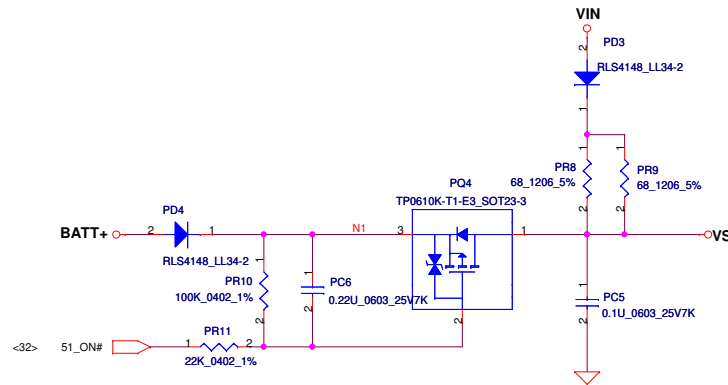 VIN
2
PD3
RLS4148_LL34-2
1
1
1
PR8
68_1206_5%
PR9
68_1206_5%
2
2
PQ4
TP0610K-T1-E3_SOT23-3
PD4
BATT+
2
1
N1
3
1
VS
RLS4148_LL34-2
1
PR10
100K_0402_1%
2
1
PC6
0.22U_0603_25V7K
2
2
1
PC5
0.1U_0603_25V7K
2
<32>
51_ON#
1
PR11
2
22K_0402_1%